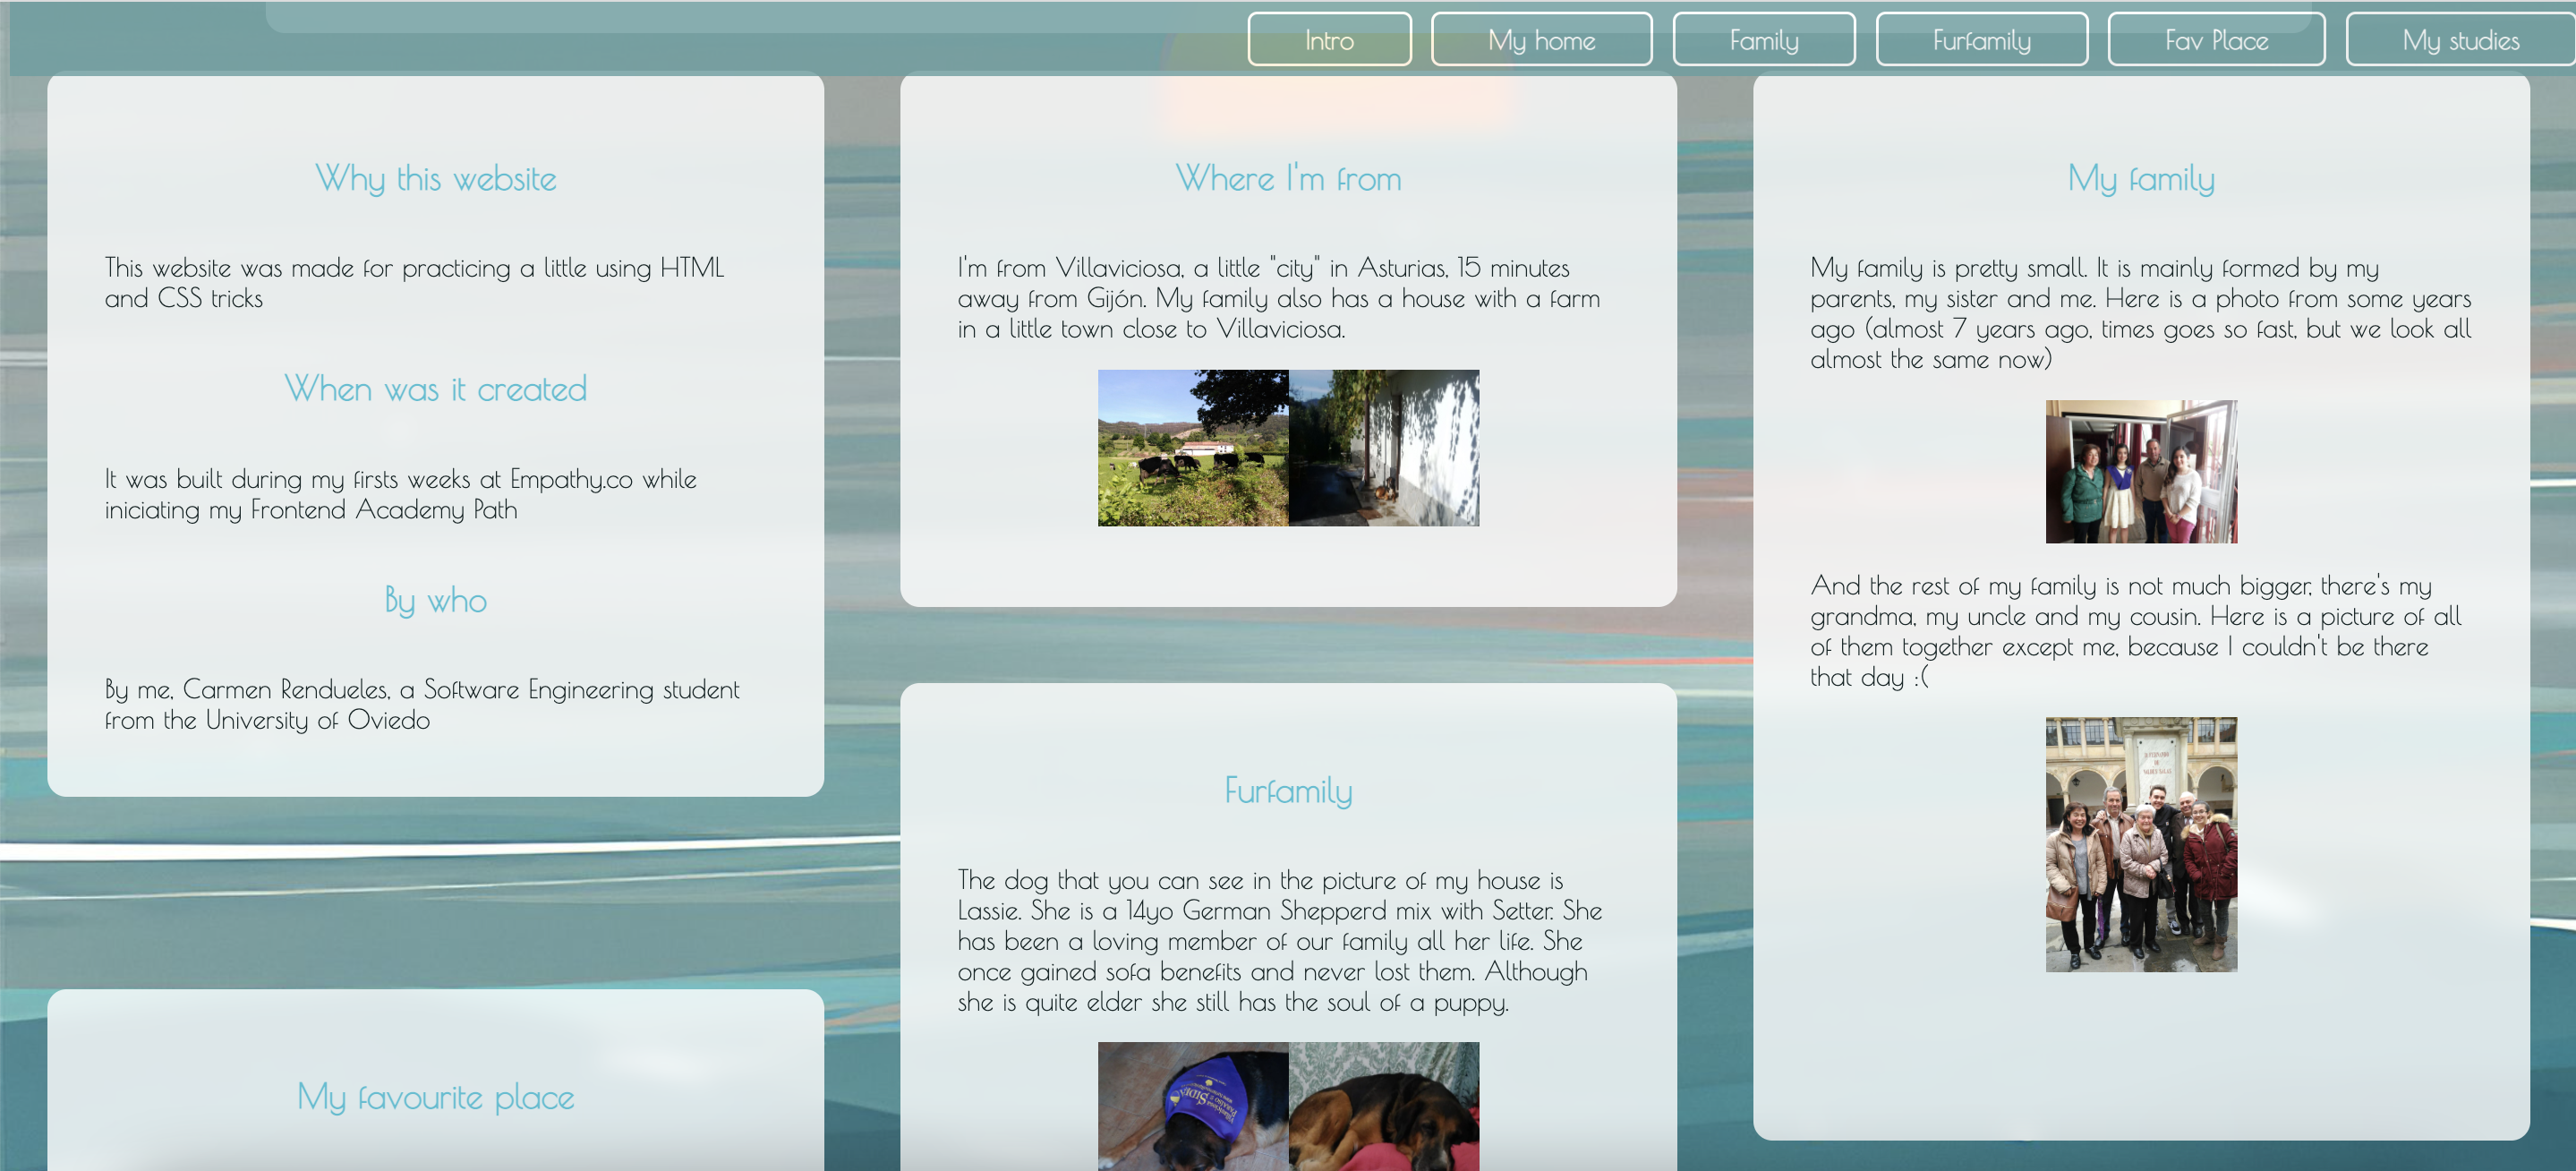 Intro
My home
Family
Furfamily
Fav Place
My studies
Why this website
This website was made for practicing a little using HTML
and CSS tricks
When was it created
It was built during my firsts weeks at Empathy.co while
iniciating my Frontend Academy Path
By who
By me, Carmen Rendueles, a Software Engineering student
from the University of Oviedo
My favourite place
Where I'm from
I'm from Villaviciosa, a little "city" in Asturias, 15 minutes
away from Gijón. My family also has a house with a farm
in a little town close to Villaviciosa.
Furfamily
The dog that you can see in the picture of my house is
Lassie. She is a 14yo German Shepperd mix with Setter. She
has been a loving member of our family all her life. She
once gained sofa benefits and never lost them. Although
she is quite elder she still has the soul of a puppy.
My family
My family is pretty small. It is mainly formed by my
parents, my sister and me. Here is a photo from some years
ago (almost 7 years ago, times goes so fast, but we look all
almost the same now)
And the rest of my family is not much bigger, there's my
grandma, my uncle and my cousin. Here is a picture of all
of them together except me, because I couldn't be there
that day :(